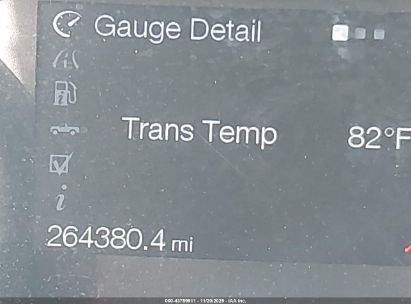 Gauge Detail
Trans Temp 82°F
264380.4 mi